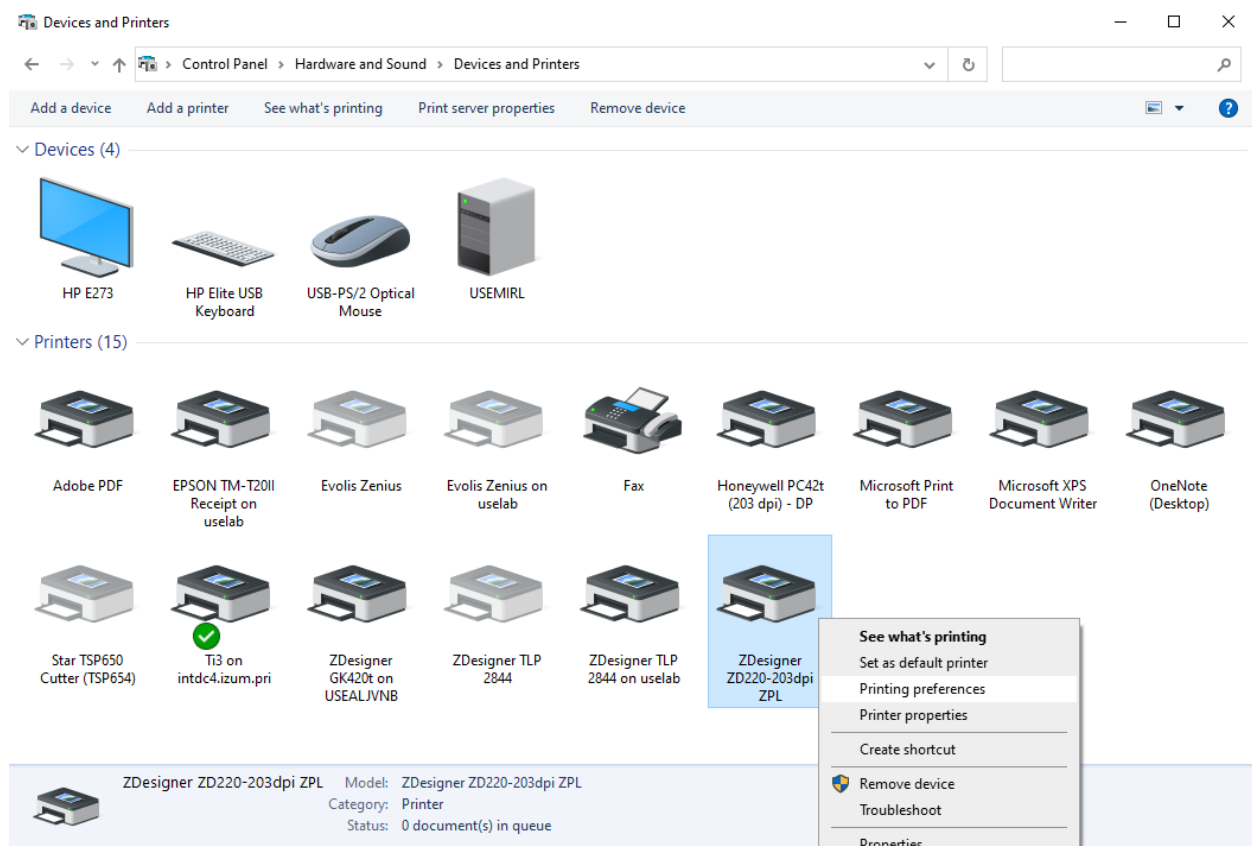 Devices and Printers
Control Panel > Hardware and Sound > Devices and Printers
Add a device Add a printer See what's printing Print server properties Remove device
Devices (4)
HP E273 HP Elite USB USB-PS/2 Optical USEMIRL
Keyboard Mouse
Printers (15)
Adobe PDF EPSON TM-T20II Evolis Zenius Evolis Zenius on Fax Honeywell PC42t Microsoft Print Microsoft XPS OneNote
Receipt on uselab (203 dpi) - DP to PDF Document Writer (Desktop)
uselab
Star TSP650 Ti3 on ZDesigner ZDesigner TLP ZDesigner TLP ZDesigner
Cutter (TSP654) intdc4.izum.pri GK420t on 2844 2844 on uselab ZD220-203dpi
USEALJVNB ZPL
See what's printing
Set as default printer
Printing preferences
Printer properties
Create shortcut
Remove device
Troubleshoot
Properties
ZDesigner ZD220-203dpi ZPL Model: ZDesigner ZD220-203dpi ZPL
Category: Printer
Status: 0 document(s) in queue